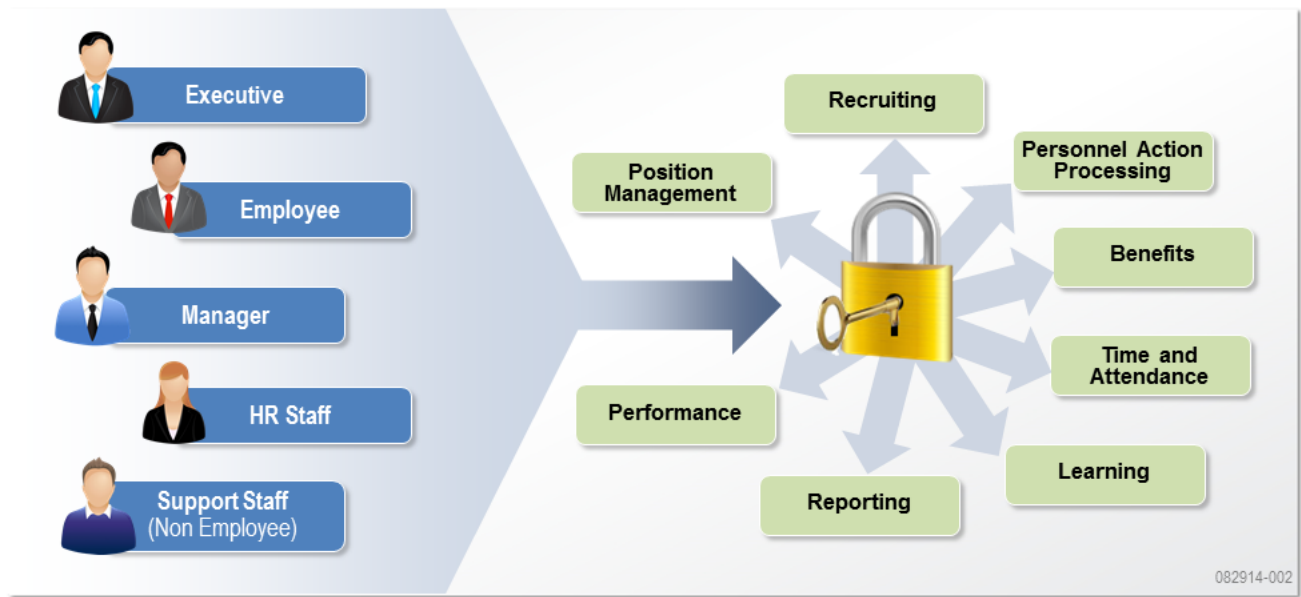 Executive
Employee
Manager
HR Staff
Support Staff
(Non Employee)
Recruiting
Position
Management
Personnel Action
Processing
Benefits
Time and
Attendance
Performance
Learning
Reporting
082914-002